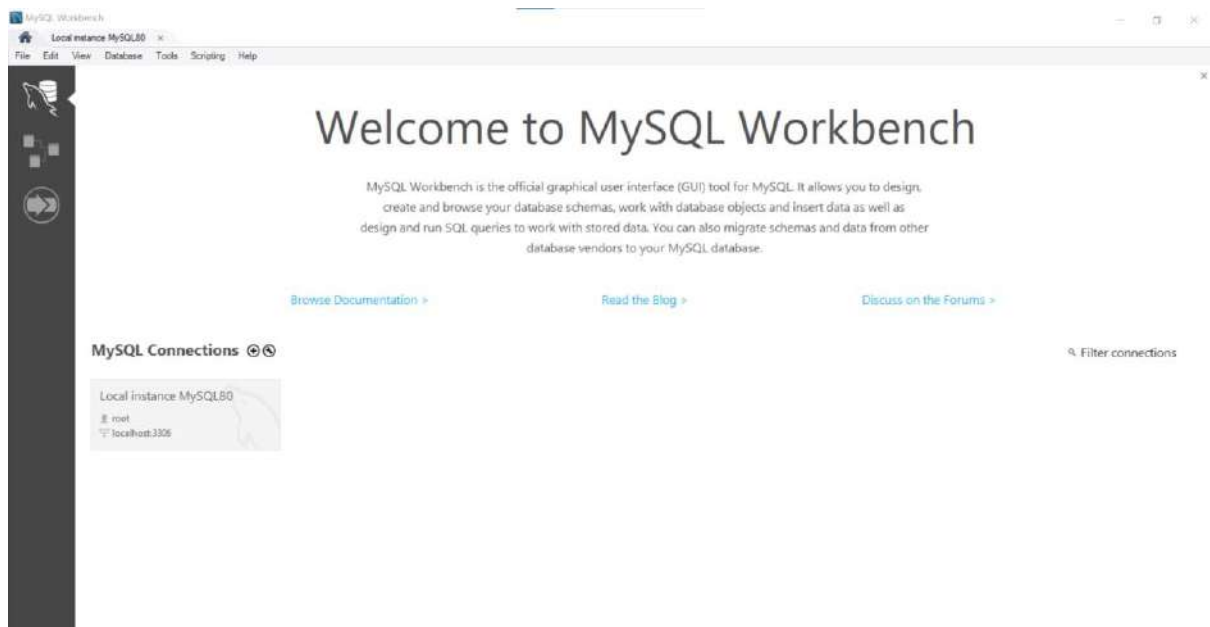 MySQL Workbench
Local instance MySQL80 ×
File Edit View Database Tools Scripting Help
Welcome to MySQL Workbench
MySQL Workbench is the official graphical user interface (GUI) tool for MySQL. It allows you to design,
create and browse your database schemas, work with database objects and insert data as well as
design and run SQL queries to work with stored data. You can also migrate schemas and data from other
database vendors to your MySQL database.
Browse Documentation >
Read the Blog >
Discuss on the Forums >
MySQL Connections
Filter connections
Local instance MySQL80
root
localhost:3306